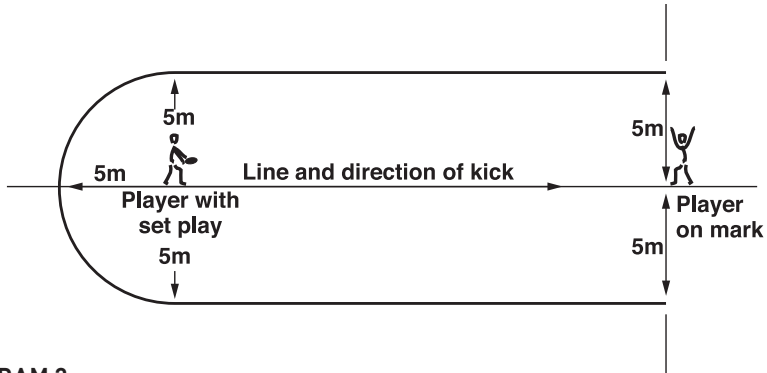 5m
5m
5m
Line and direction of kick
Player with
set play
Player
on mark
5m
5m